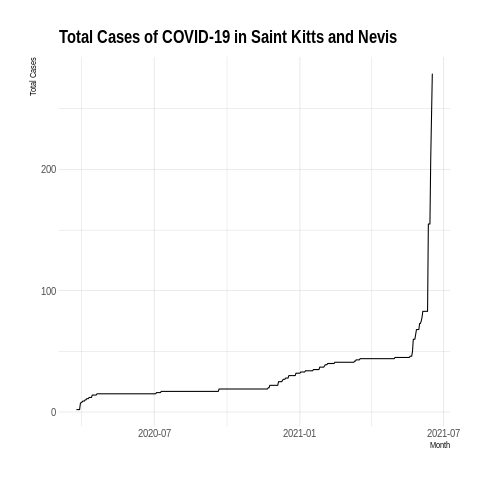 Total Cases of COVID-19 in Saint Kitts and Nevis
Total Cases
200
100
0
2020-07
2021-01
2021-07
Month